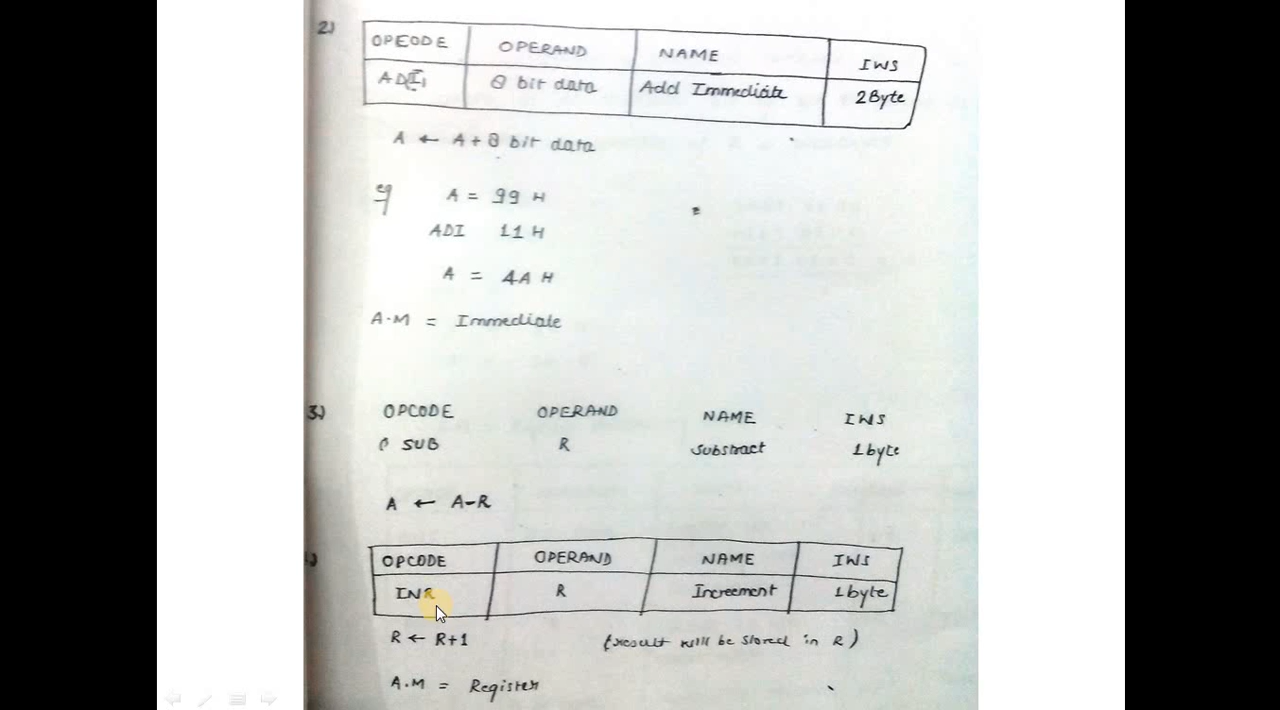 2)
OPCODE OPERAND NAME IWS
ADI 8 bit data Add Immediate 2Byte
A ← A + 8 bit data
eg A = 99 H
ADI 11 H
A = 4A H
A.M = Immediate
3) OPCODE OPERAND NAME IWS
SUB R Substract 1byte
A ← A-R
OPCODE OPERAND NAME IWS
INR R Increement 1byte
R ← R+1 (result will be stored in R)
A.M = Register